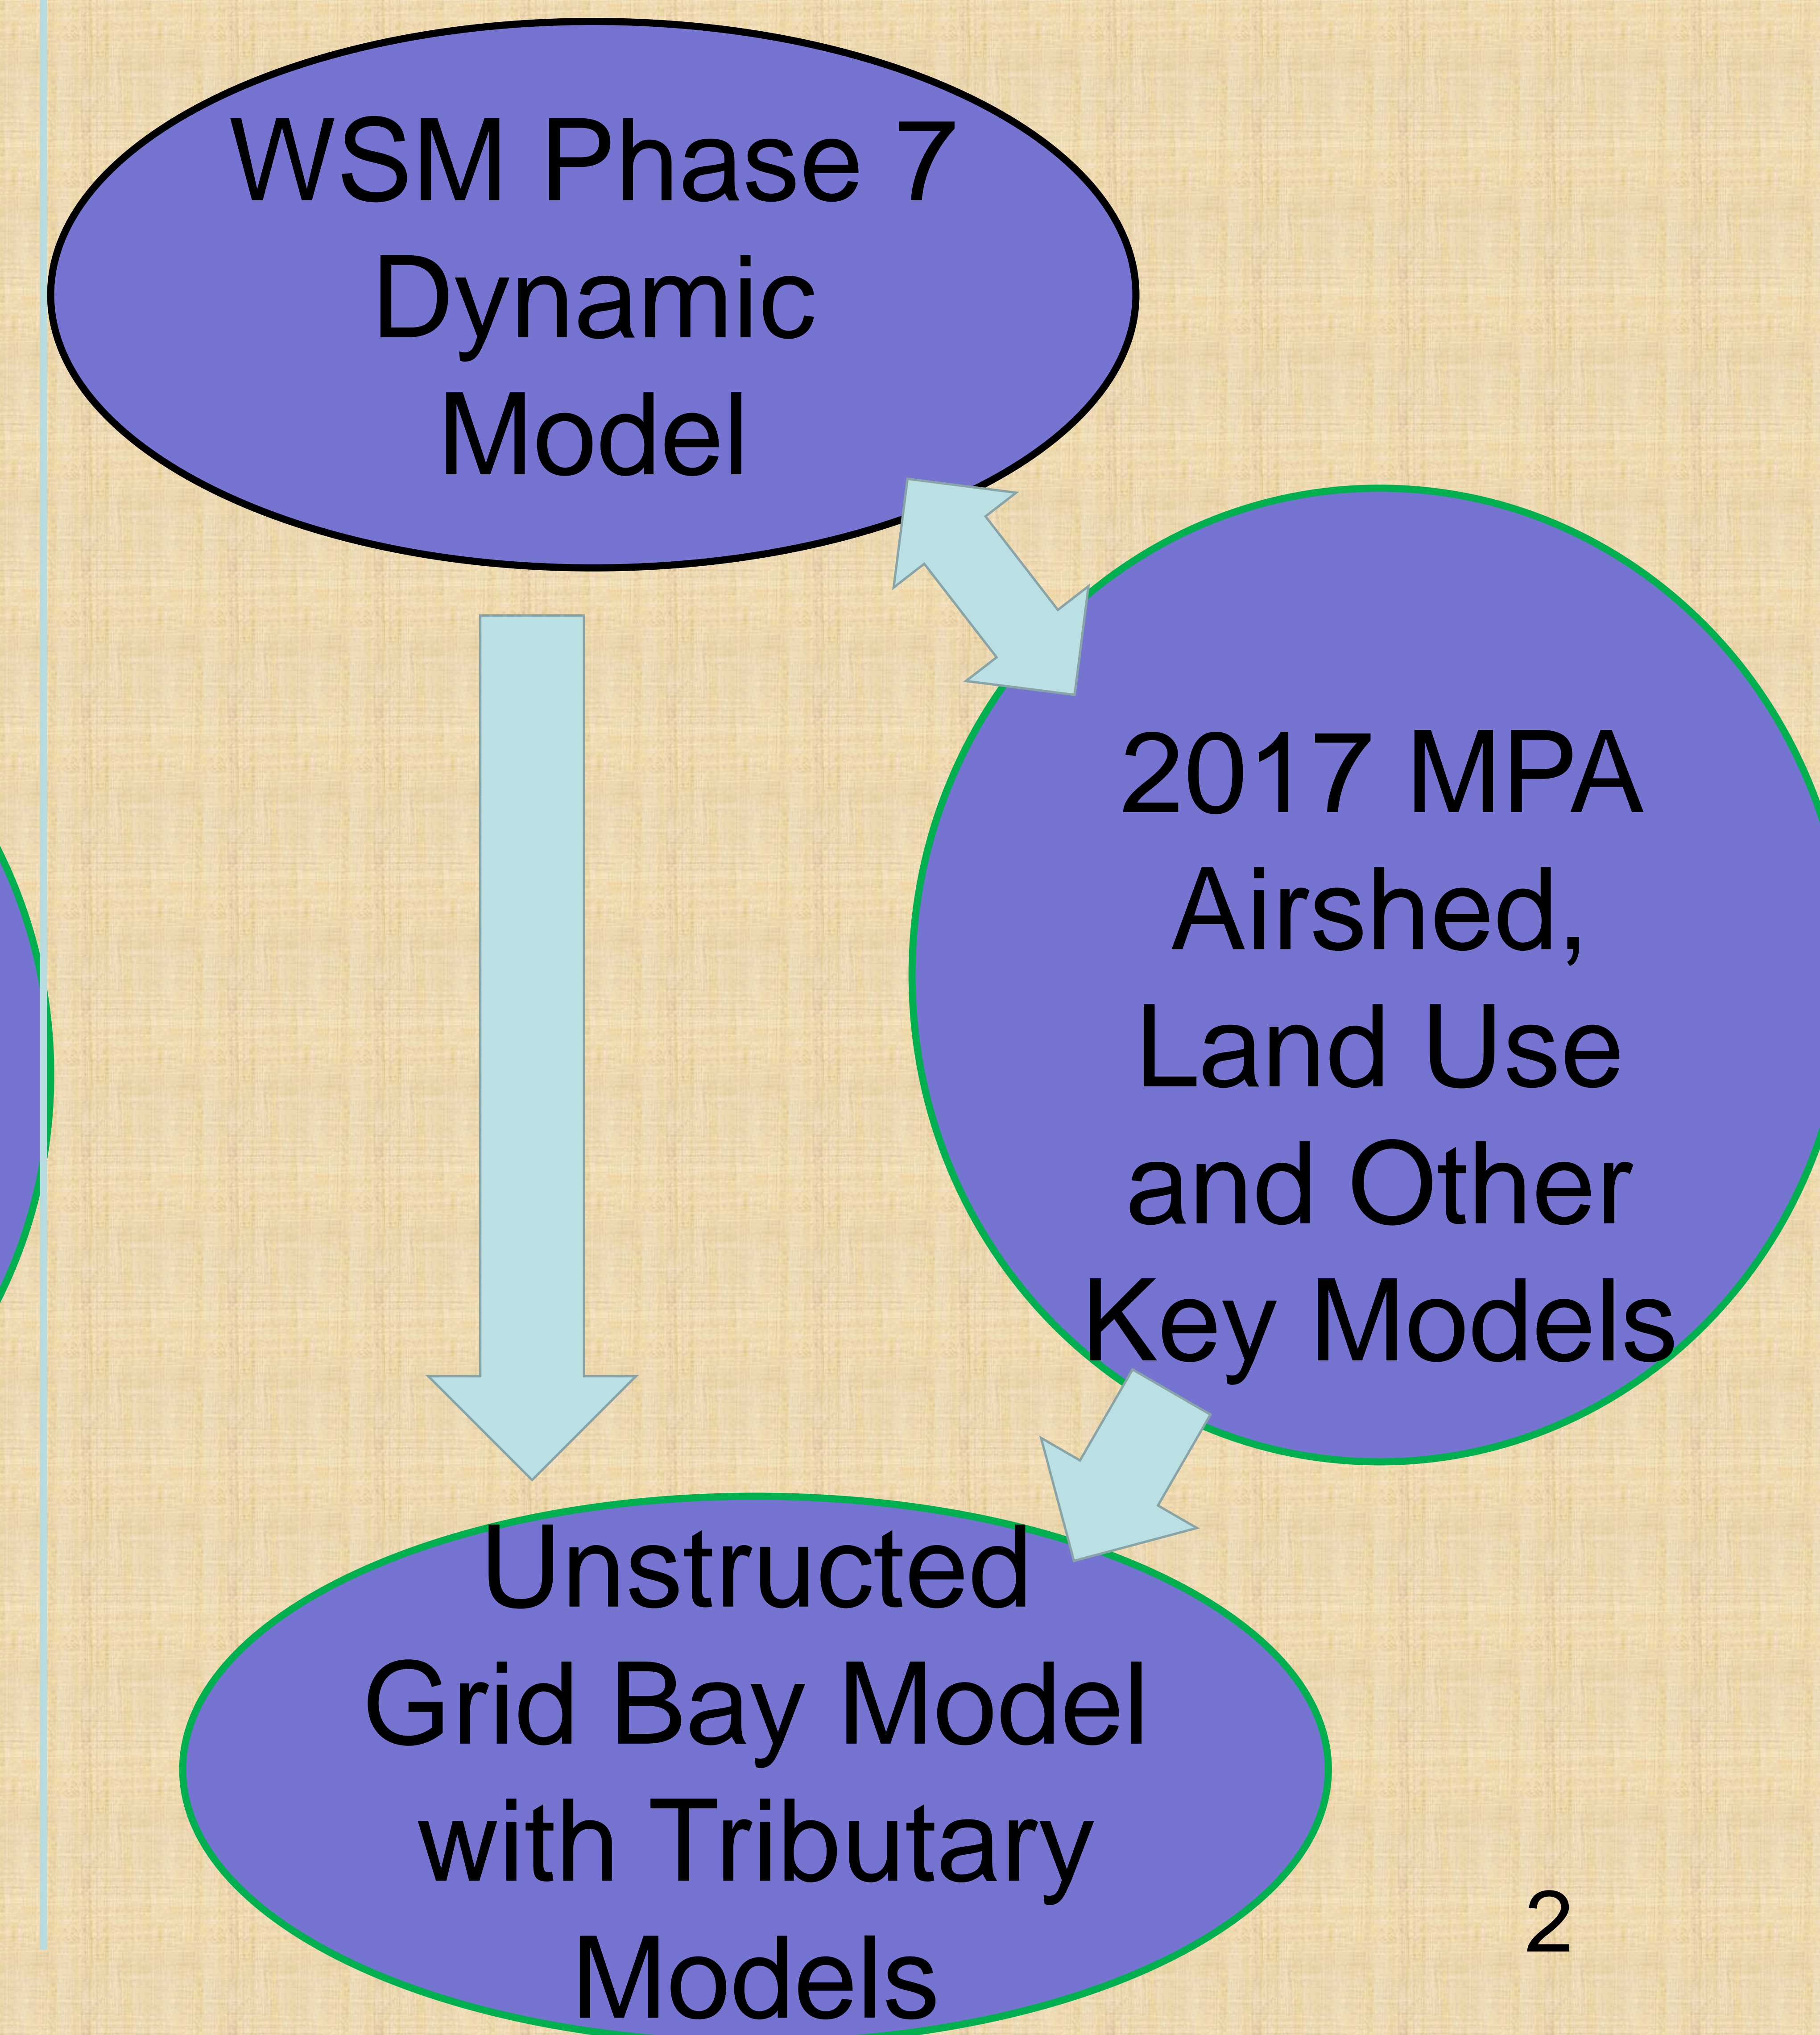 WSM Phase 7
Dynamic
Model
2017 MPA
Airshed,
Land Use
and Other
Key Models
Unstructed
Grid Bay Model
with Tributary
Models
2